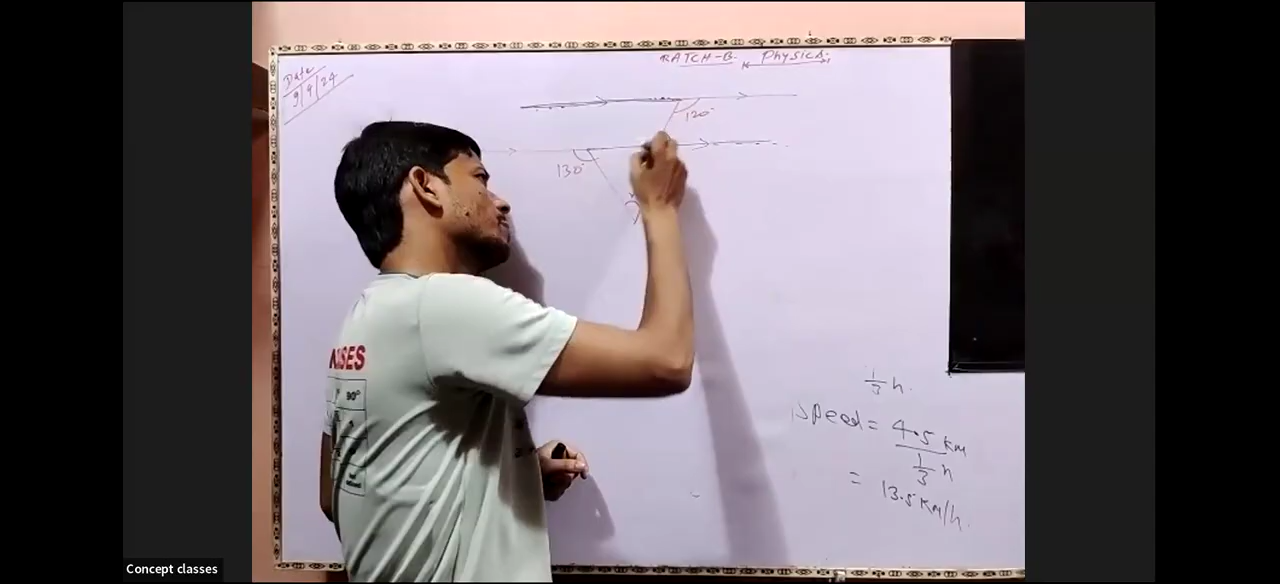 BATCH-B. Physics.
Date
9/9/24
120°
130°
x
90°
1/3 h.
Speed = 4.5 km
1/3 h
= 13.5 km/h.
Concept classes